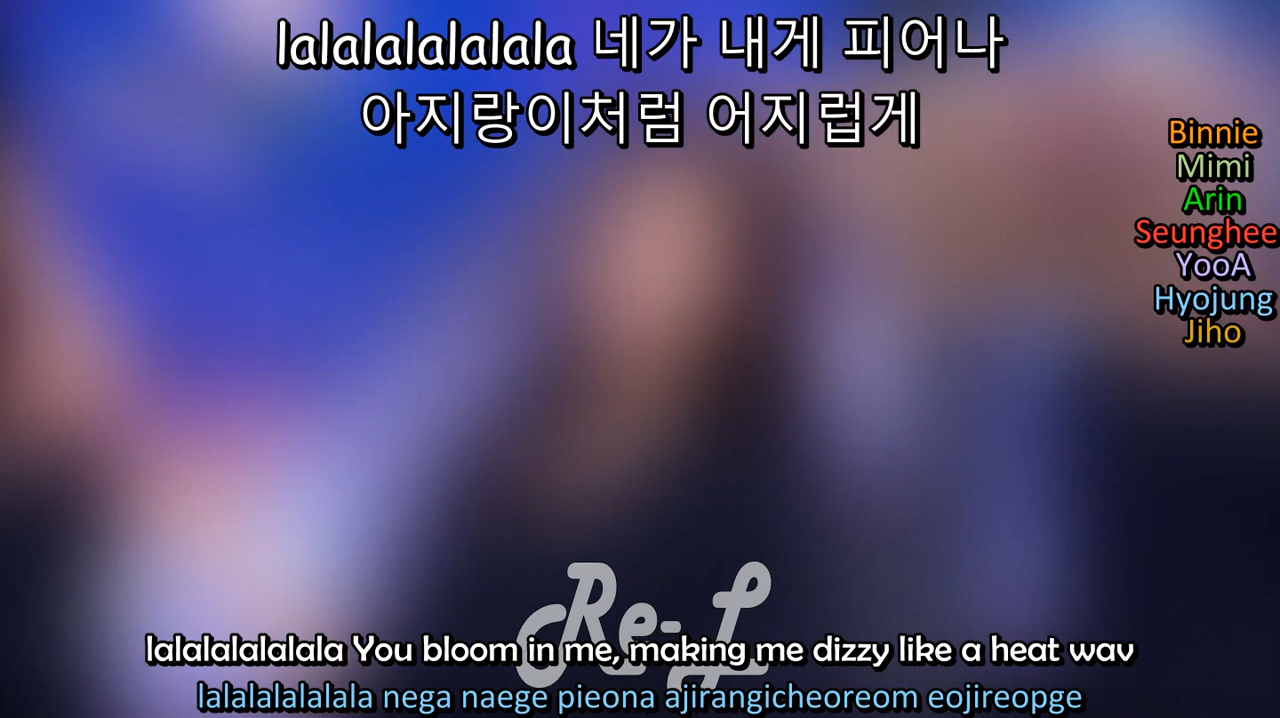 lalalalalalala 네가 내게 피어나
아지랑이처럼 어지럽게
Binnie
Mimi
Arin
Seunghee
YooA
Hyojung
Jiho
Re-L
lalalalalalala You bloom in me, making me dizzy like a heat wav
lalalalalalala nega naege pieona ajirangicheoreom eojireopge